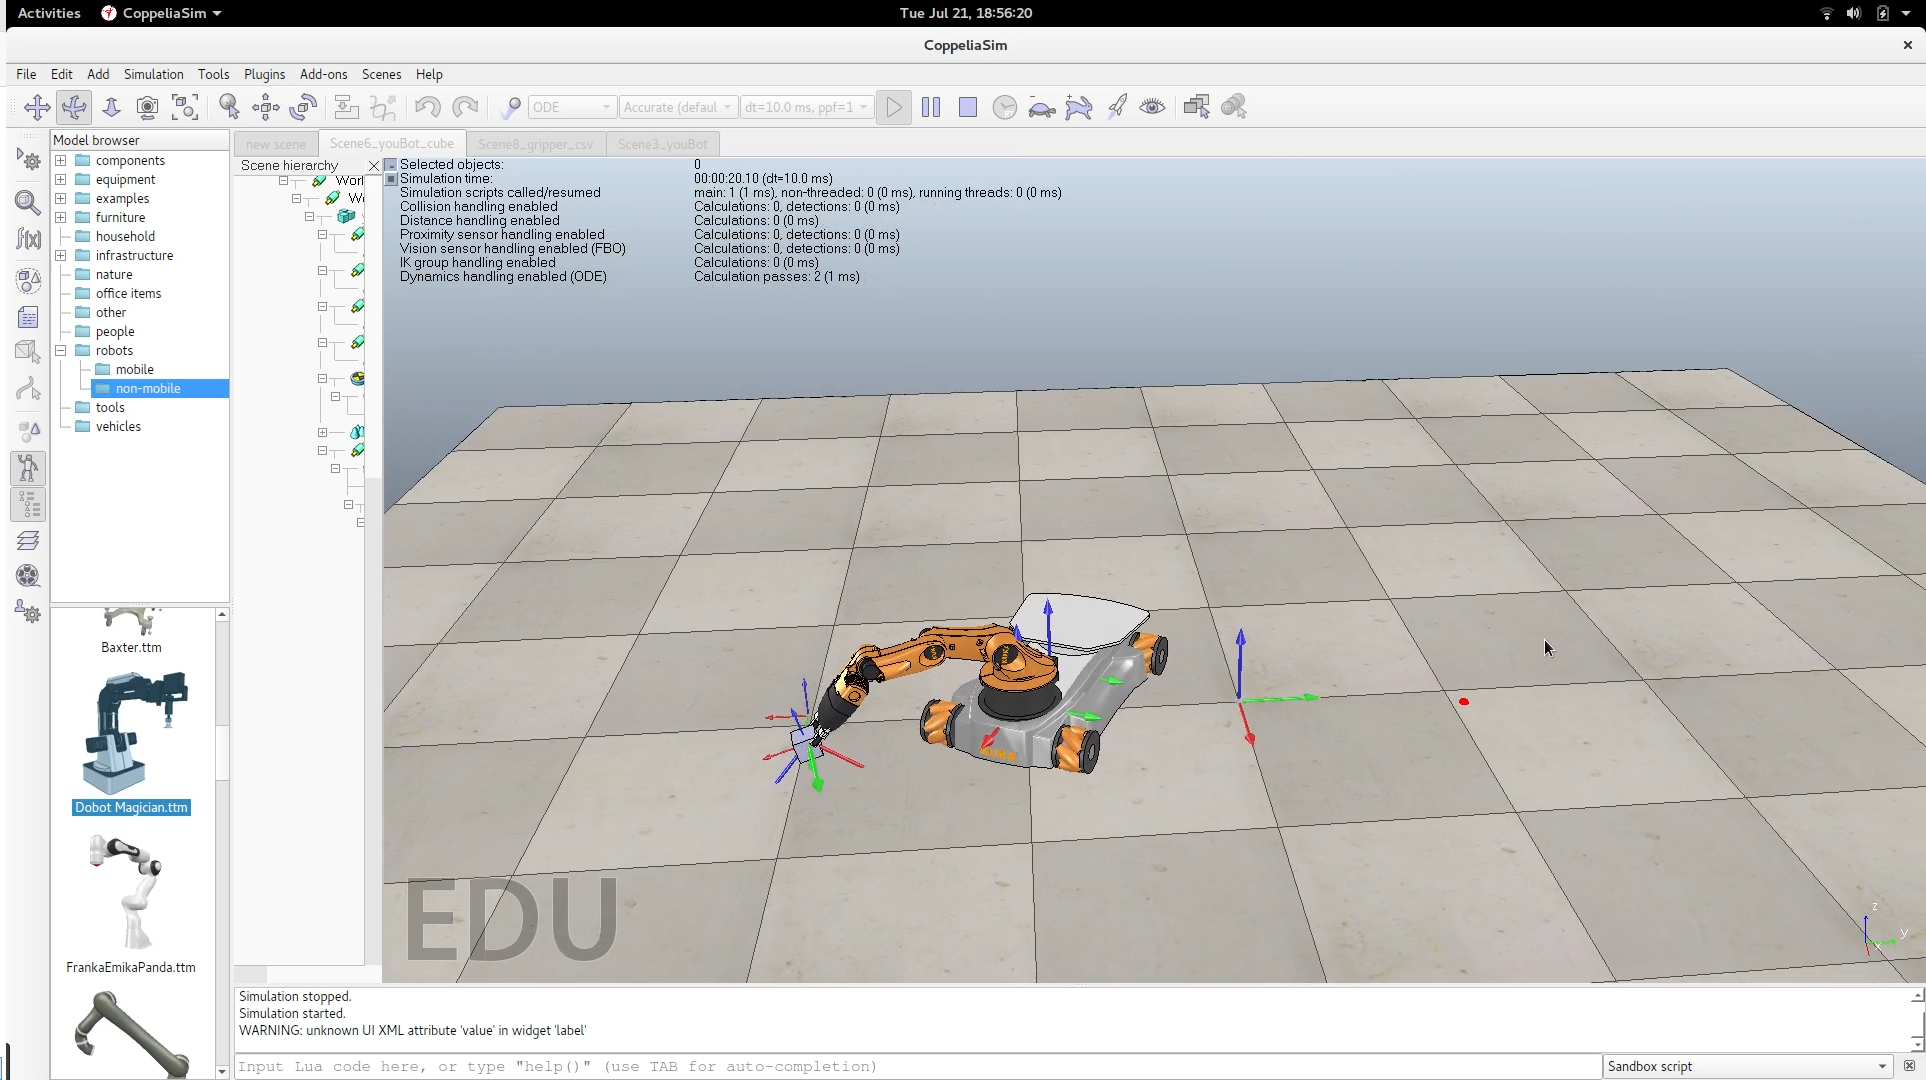 Activities CoppeliaSim Tue Jul 21, 18:56:20
CoppeliaSim
File Edit Add Simulation Tools Plugins Add-ons Scenes Help
ODE Accurate (defaul dt=10.0 ms, ppf=1
Model browser
components
equipment
examples
furniture
household
infrastructure
nature
office items
other
people
robots
mobile
non-mobile
tools
vehicles
Baxter.ttm
Dobot Magician.ttm
FrankaEmikaPanda.ttm
new scene Scene6_youBot_cube Scene8_gripper_csv Scene3_youBot
Scene hierarchy
Selected objects: 0
Simulation time: 00:00:20.10 (dt=10.0 ms)
Simulation scripts called/resumed main: 1 (1 ms), non-threaded: 0 (0 ms), running threads: 0 (0 ms)
Collision handling enabled Calculations: 0, detections: 0 (0 ms)
Distance handling enabled Calculations: 0 (0 ms)
Proximity sensor handling enabled Calculations: 0, detections: 0 (0 ms)
Vision sensor handling enabled (FBO) Calculations: 0, detections: 0 (0 ms)
IK group handling enabled Calculations: 0 (0 ms)
Dynamics handling enabled (ODE) Calculation passes: 2 (1 ms)
KUKA
EDU
z
y
x
Simulation stopped.
Simulation started.
WARNING: unknown UI XML attribute 'value' in widget 'label'
Input Lua code here, or type "help()" (use TAB for auto-completion) Sandbox script